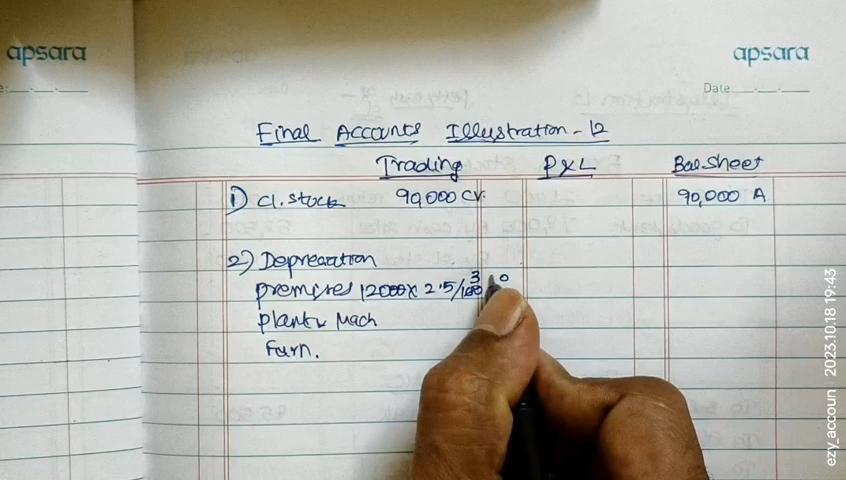 apsara
apsara
Date
Final Accounts Illustration - 12
Trading P & L Bal Sheet
1) Cl. Stock 90,000 Cr. 90,000 A
2) Depreciation
premises 12000 x 2.5/100
plant & Mach
Furn.
ezy_accoun 2023.10.18 19:43